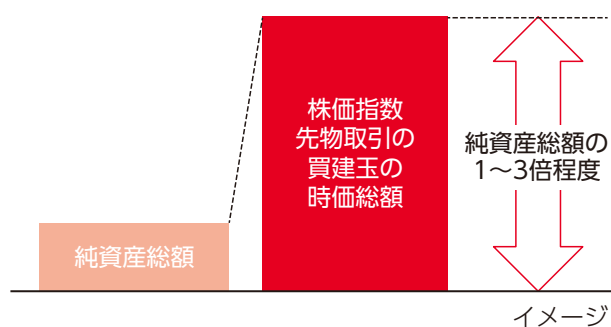 株価指数
先物取引の
買建玉の
時価総額
純資産総額の
1〜3倍程度
純資産総額
イメージ